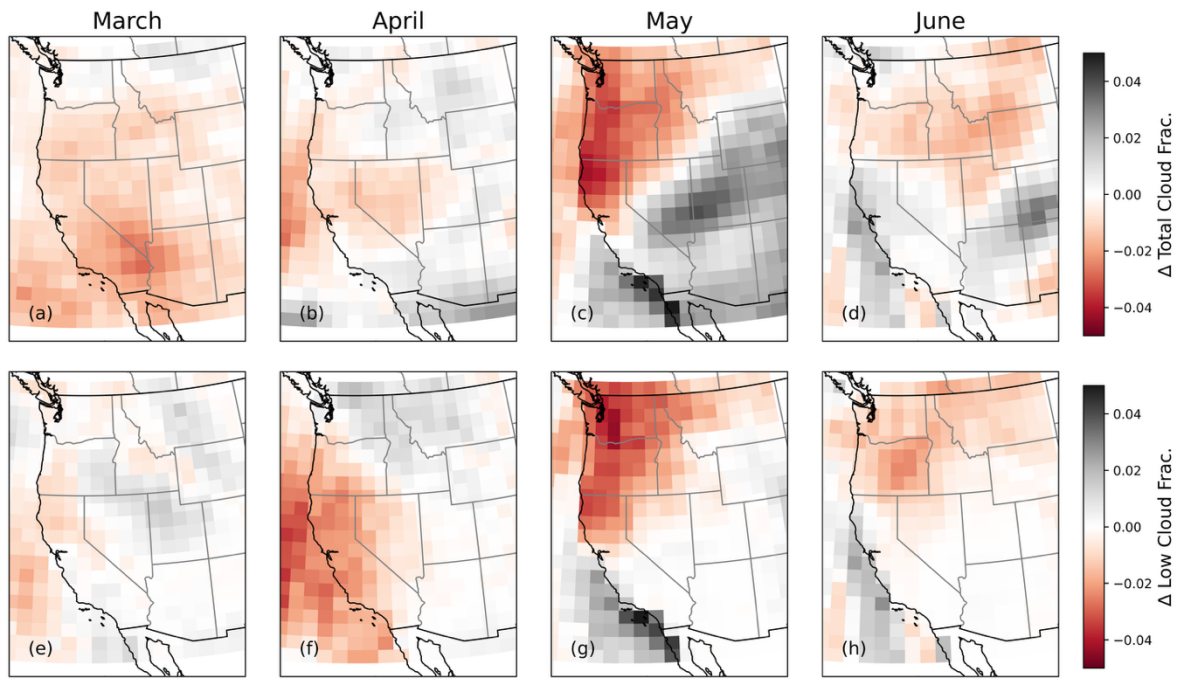 March
April
May
June
(a)
(b)
(c)
(d)
0.04
0.02
0.00
−0.02
−0.04
Δ Total Cloud Frac.
(e)
(f)
(g)
(h)
0.04
0.02
0.00
−0.02
−0.04
Δ Low Cloud Frac.